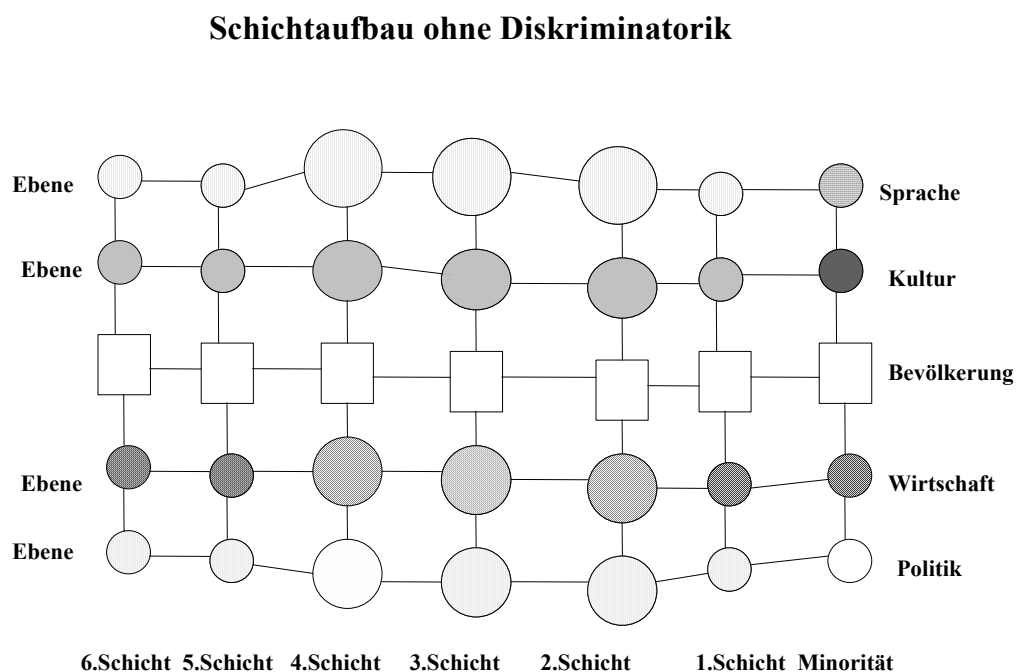 Schichtaufbau ohne Diskriminatorik
Ebene
Sprache
Ebene
Kultur
Bevölkerung
Ebene
Wirtschaft
Ebene
Politik
6.Schicht 5.Schicht 4.Schicht 3.Schicht 2.Schicht 1.Schicht Minorität